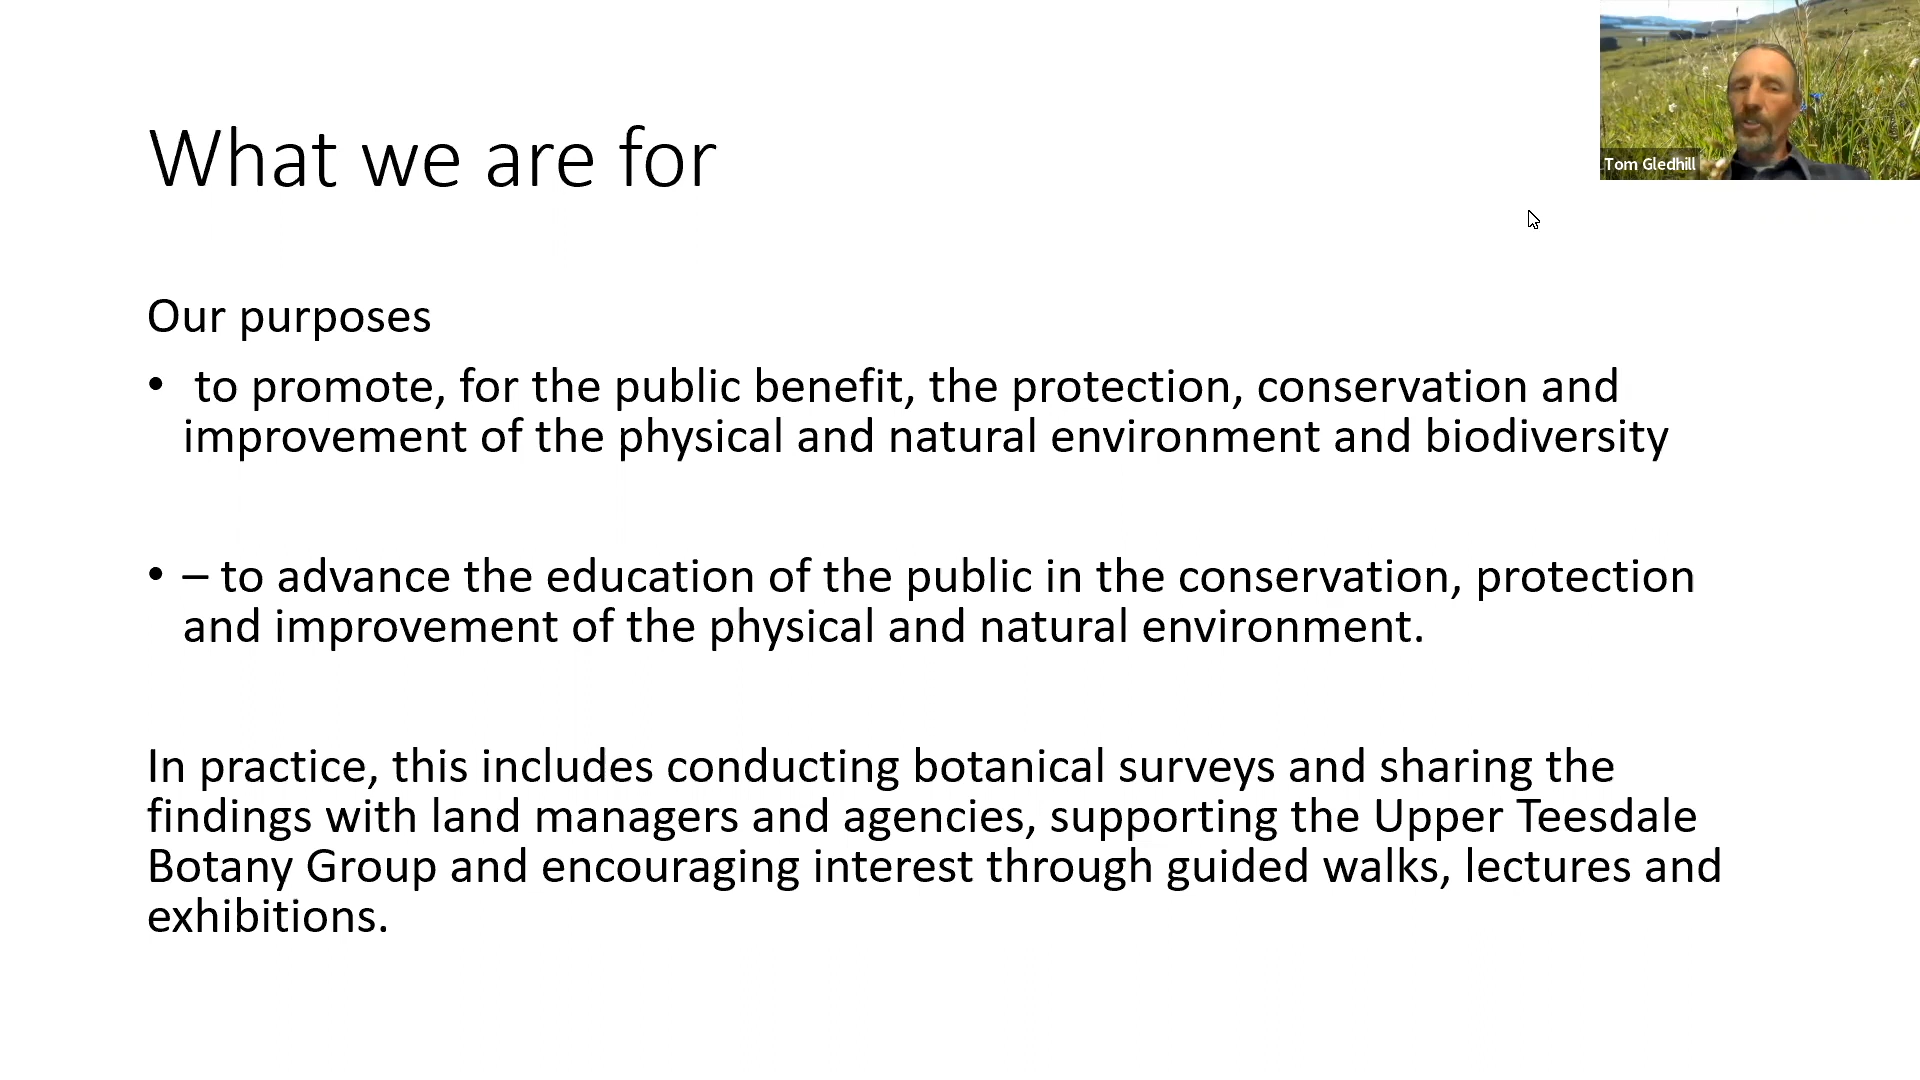 What we are for
Tom Gledhill
Our purposes
• to promote, for the public benefit, the protection, conservation and
improvement of the physical and natural environment and biodiversity
• – to advance the education of the public in the conservation, protection
and improvement of the physical and natural environment.
In practice, this includes conducting botanical surveys and sharing the
findings with land managers and agencies, supporting the Upper Teesdale
Botany Group and encouraging interest through guided walks, lectures and
exhibitions.